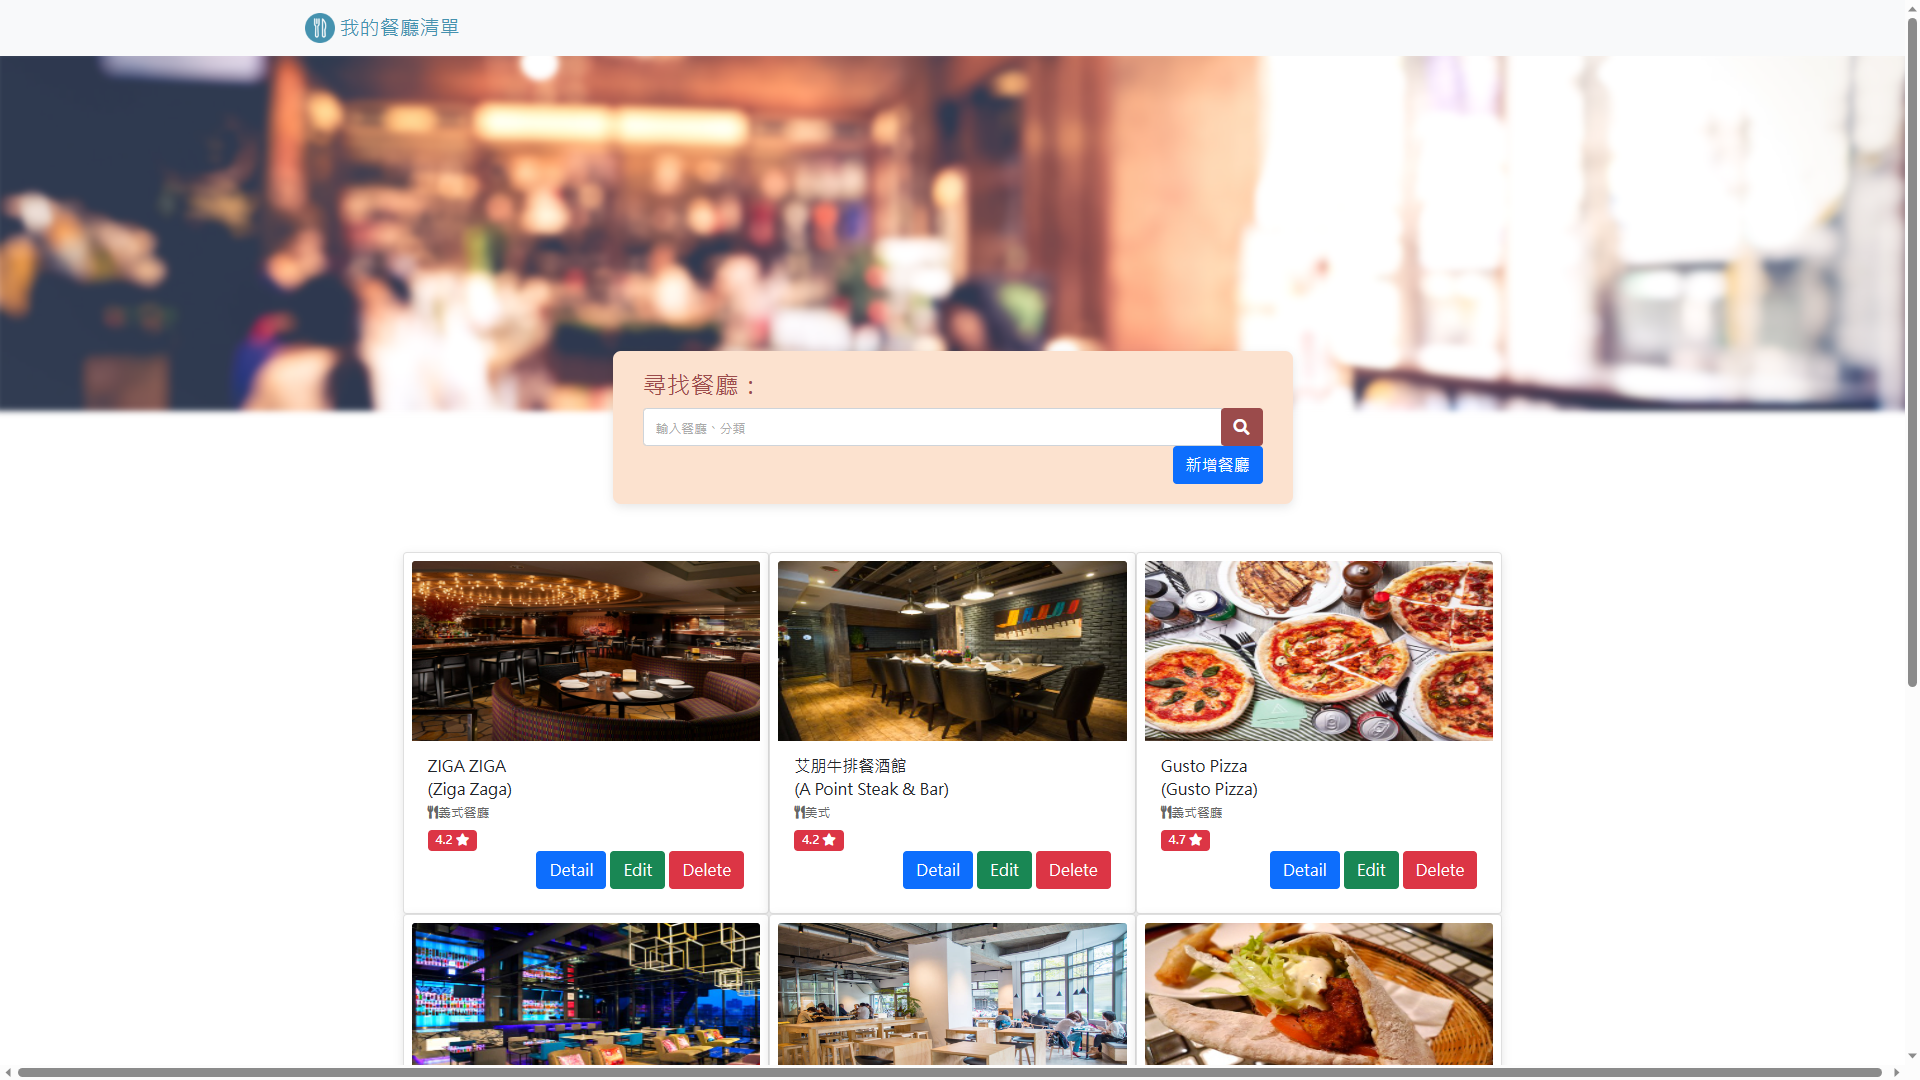 我的餐廳清單
尋找餐廳：
輸入餐廳、分類
新增餐廳
ZIGA ZIGA
(Ziga Zaga)
義式餐廳
4.2
Detail Edit Delete
艾朋牛排餐酒館
(A Point Steak & Bar)
美式
4.2
Detail Edit Delete
Gusto Pizza
(Gusto Pizza)
義式餐廳
4.7
Detail Edit Delete